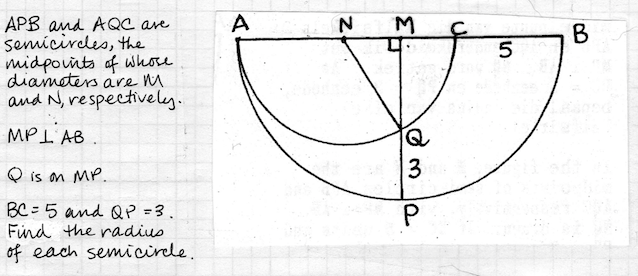 APB and AQC are
semicircles, the
midpoints of whose
diameters are M
and N, respectively.
MP⊥AB.
Q is on MP.
BC=5 and QP=3.
Find the radius
of each semicircle.
A N M C B
5
Q
3
P